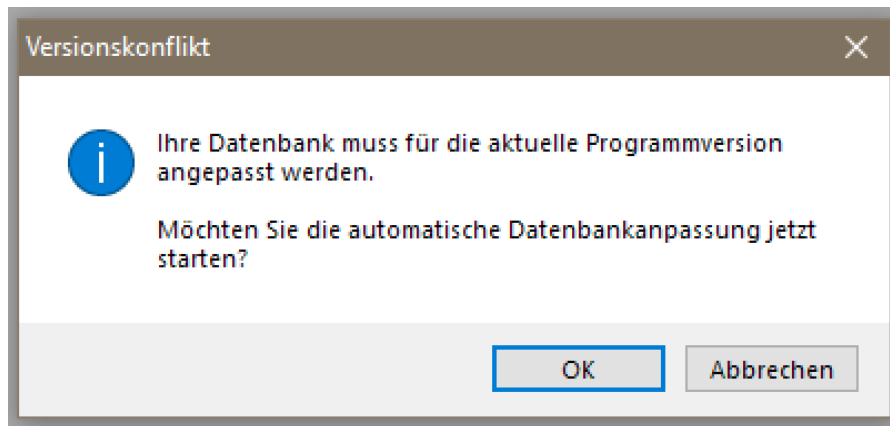 Versionskonflikt
Ihre Datenbank muss für die aktuelle Programmversion
angepasst werden.
Möchten Sie die automatische Datenbankanpassung jetzt
starten?
OK
Abbrechen